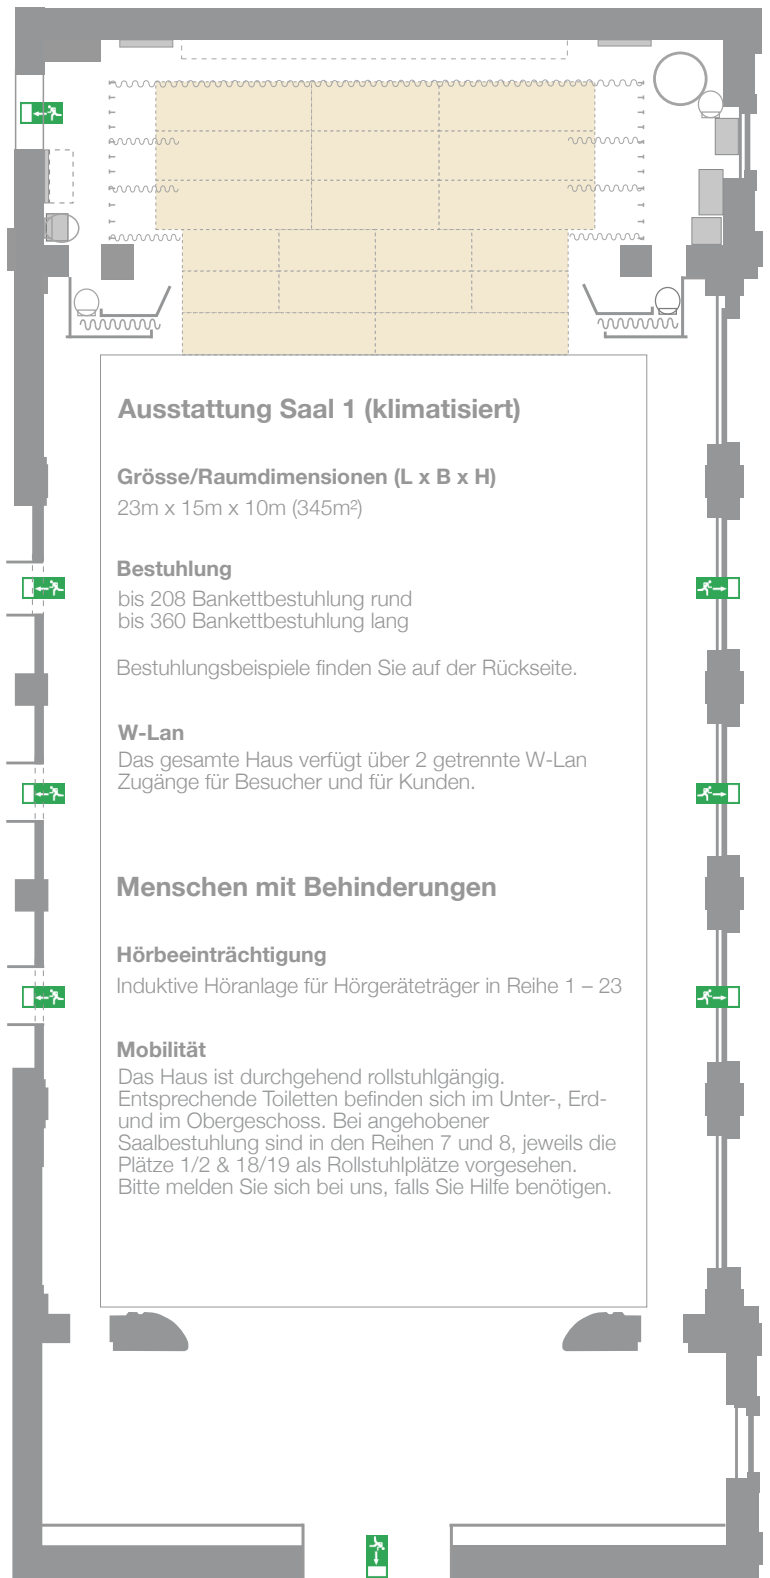 Ausstattung Saal 1 (klimatisiert)
Grösse/Raumdimensionen (L x B x H)
23m x 15m x 10m (345m²)
Bestuhlung
bis 208 Bankettbestuhlung rund
bis 360 Bankettbestuhlung lang
Bestuhlungsbeispiele finden Sie auf der Rückseite.
W-Lan
Das gesamte Haus verfügt über 2 getrennte W-Lan
Zugänge für Besucher und für Kunden.
Menschen mit Behinderungen
Hörbeeinträchtigung
Induktive Höranlage für Hörgeräteträger in Reihe 1 – 23
Mobilität
Das Haus ist durchgehend rollstuhlgängig.
Entsprechende Toiletten befinden sich im Unter-, Erd-
und im Obergeschoss. Bei angehobener
Saalbestuhlung sind in den Reihen 7 und 8, jeweils die
Plätze 1/2 & 18/19 als Rollstuhlplätze vorgesehen.
Bitte melden Sie sich bei uns, falls Sie Hilfe benötigen.